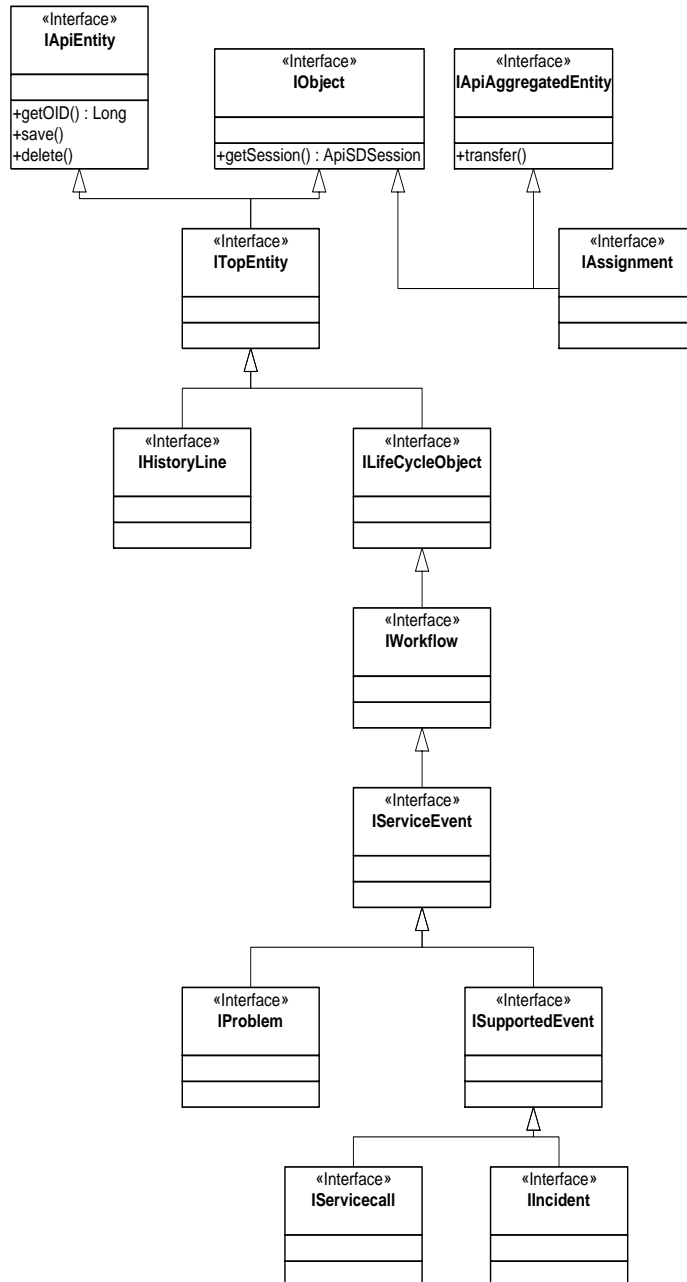 «Interface»
IApiEntity
+getOID() : Long
+save()
+delete()
«Interface»
IObject
+getSession() : ApiSDSession
«Interface»
IApiAggregatedEntity
+transfer()
«Interface»
ITopEntity
«Interface»
IAssignment
«Interface»
IHistoryLine
«Interface»
ILifeCycleObject
«Interface»
IWorkflow
«Interface»
IServiceEvent
«Interface»
IProblem
«Interface»
ISupportedEvent
«Interface»
IServicecall
«Interface»
IIncident